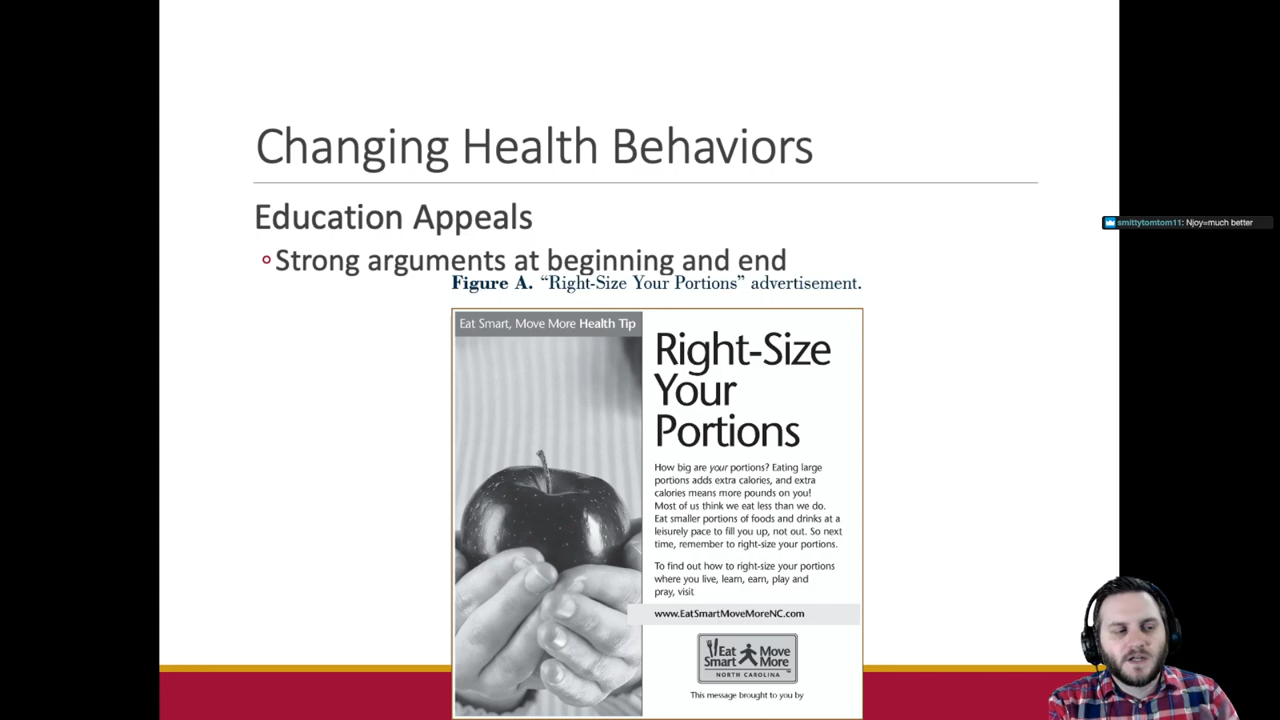 Changing Health Behaviors
Education Appeals
Strong arguments at beginning and end
Figure A. “Right-Size Your Portions” advertisement.
Eat Smart, Move More Health Tip
Right-Size
Your
Portions
How big are your portions? Eating large
portions adds extra calories, and extra
calories means more pounds on you!
Most of us think we eat less than we do.
Eat smaller portions of foods and drinks at a
leisurely pace to fill you up, not out. So next
time, remember to right-size your portions.
To find out how to right-size your portions
where you live, learn, earn, play and
pray, visit
www.EatSmartMoveMoreNC.com
Eat Move
Smart More
NORTH CAROLINA
This message brought to you by
smittytomtom11: Njoy=much better